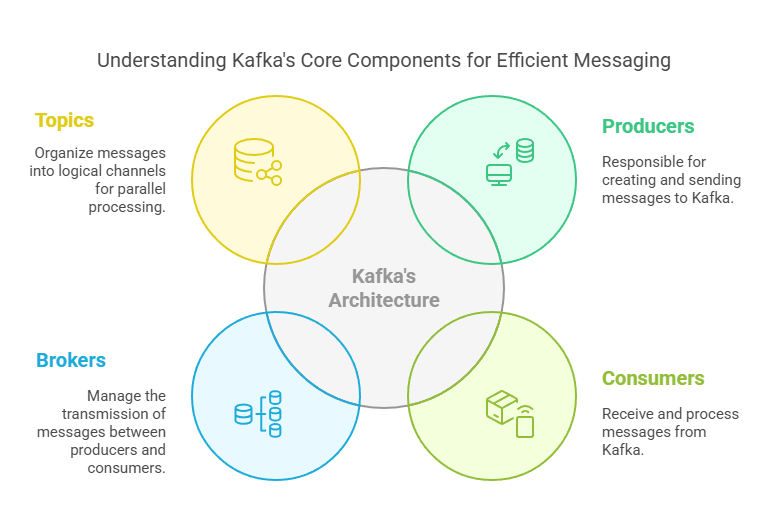 Understanding Kafka's Core Components for Efficient Messaging
Topics
Organize messages
into logical channels
for parallel
processing.
Producers
Responsible for
creating and sending
messages to Kafka.
Kafka's
Architecture
Brokers
Manage the
transmission of
messages between
producers and
consumers.
Consumers
Receive and process
messages from
Kafka.